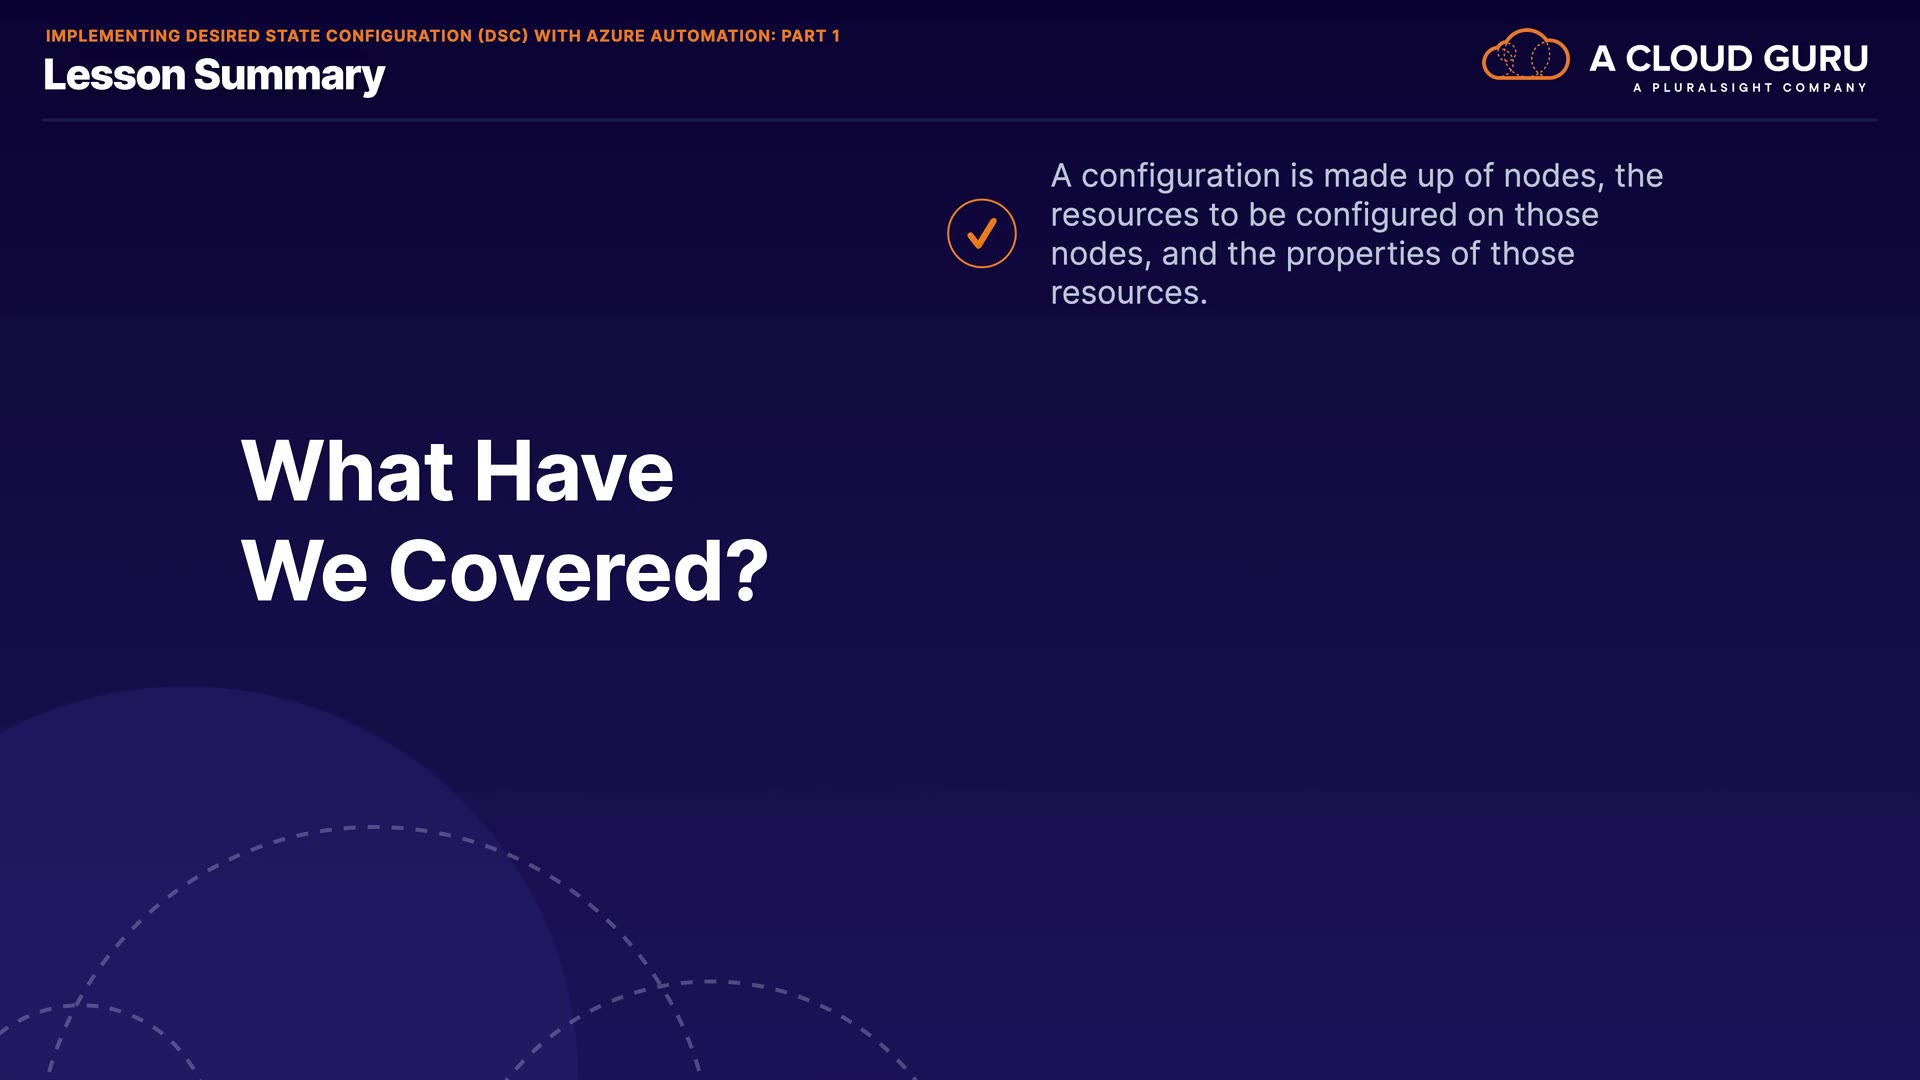 IMPLEMENTING DESIRED STATE CONFIGURATION (DSC) WITH AZURE AUTOMATION: PART 1
Lesson Summary
A CLOUD GURU
A PLURALSIGHT COMPANY
A configuration is made up of nodes, the
resources to be configured on those
nodes, and the properties of those
resources.
What Have
We Covered?